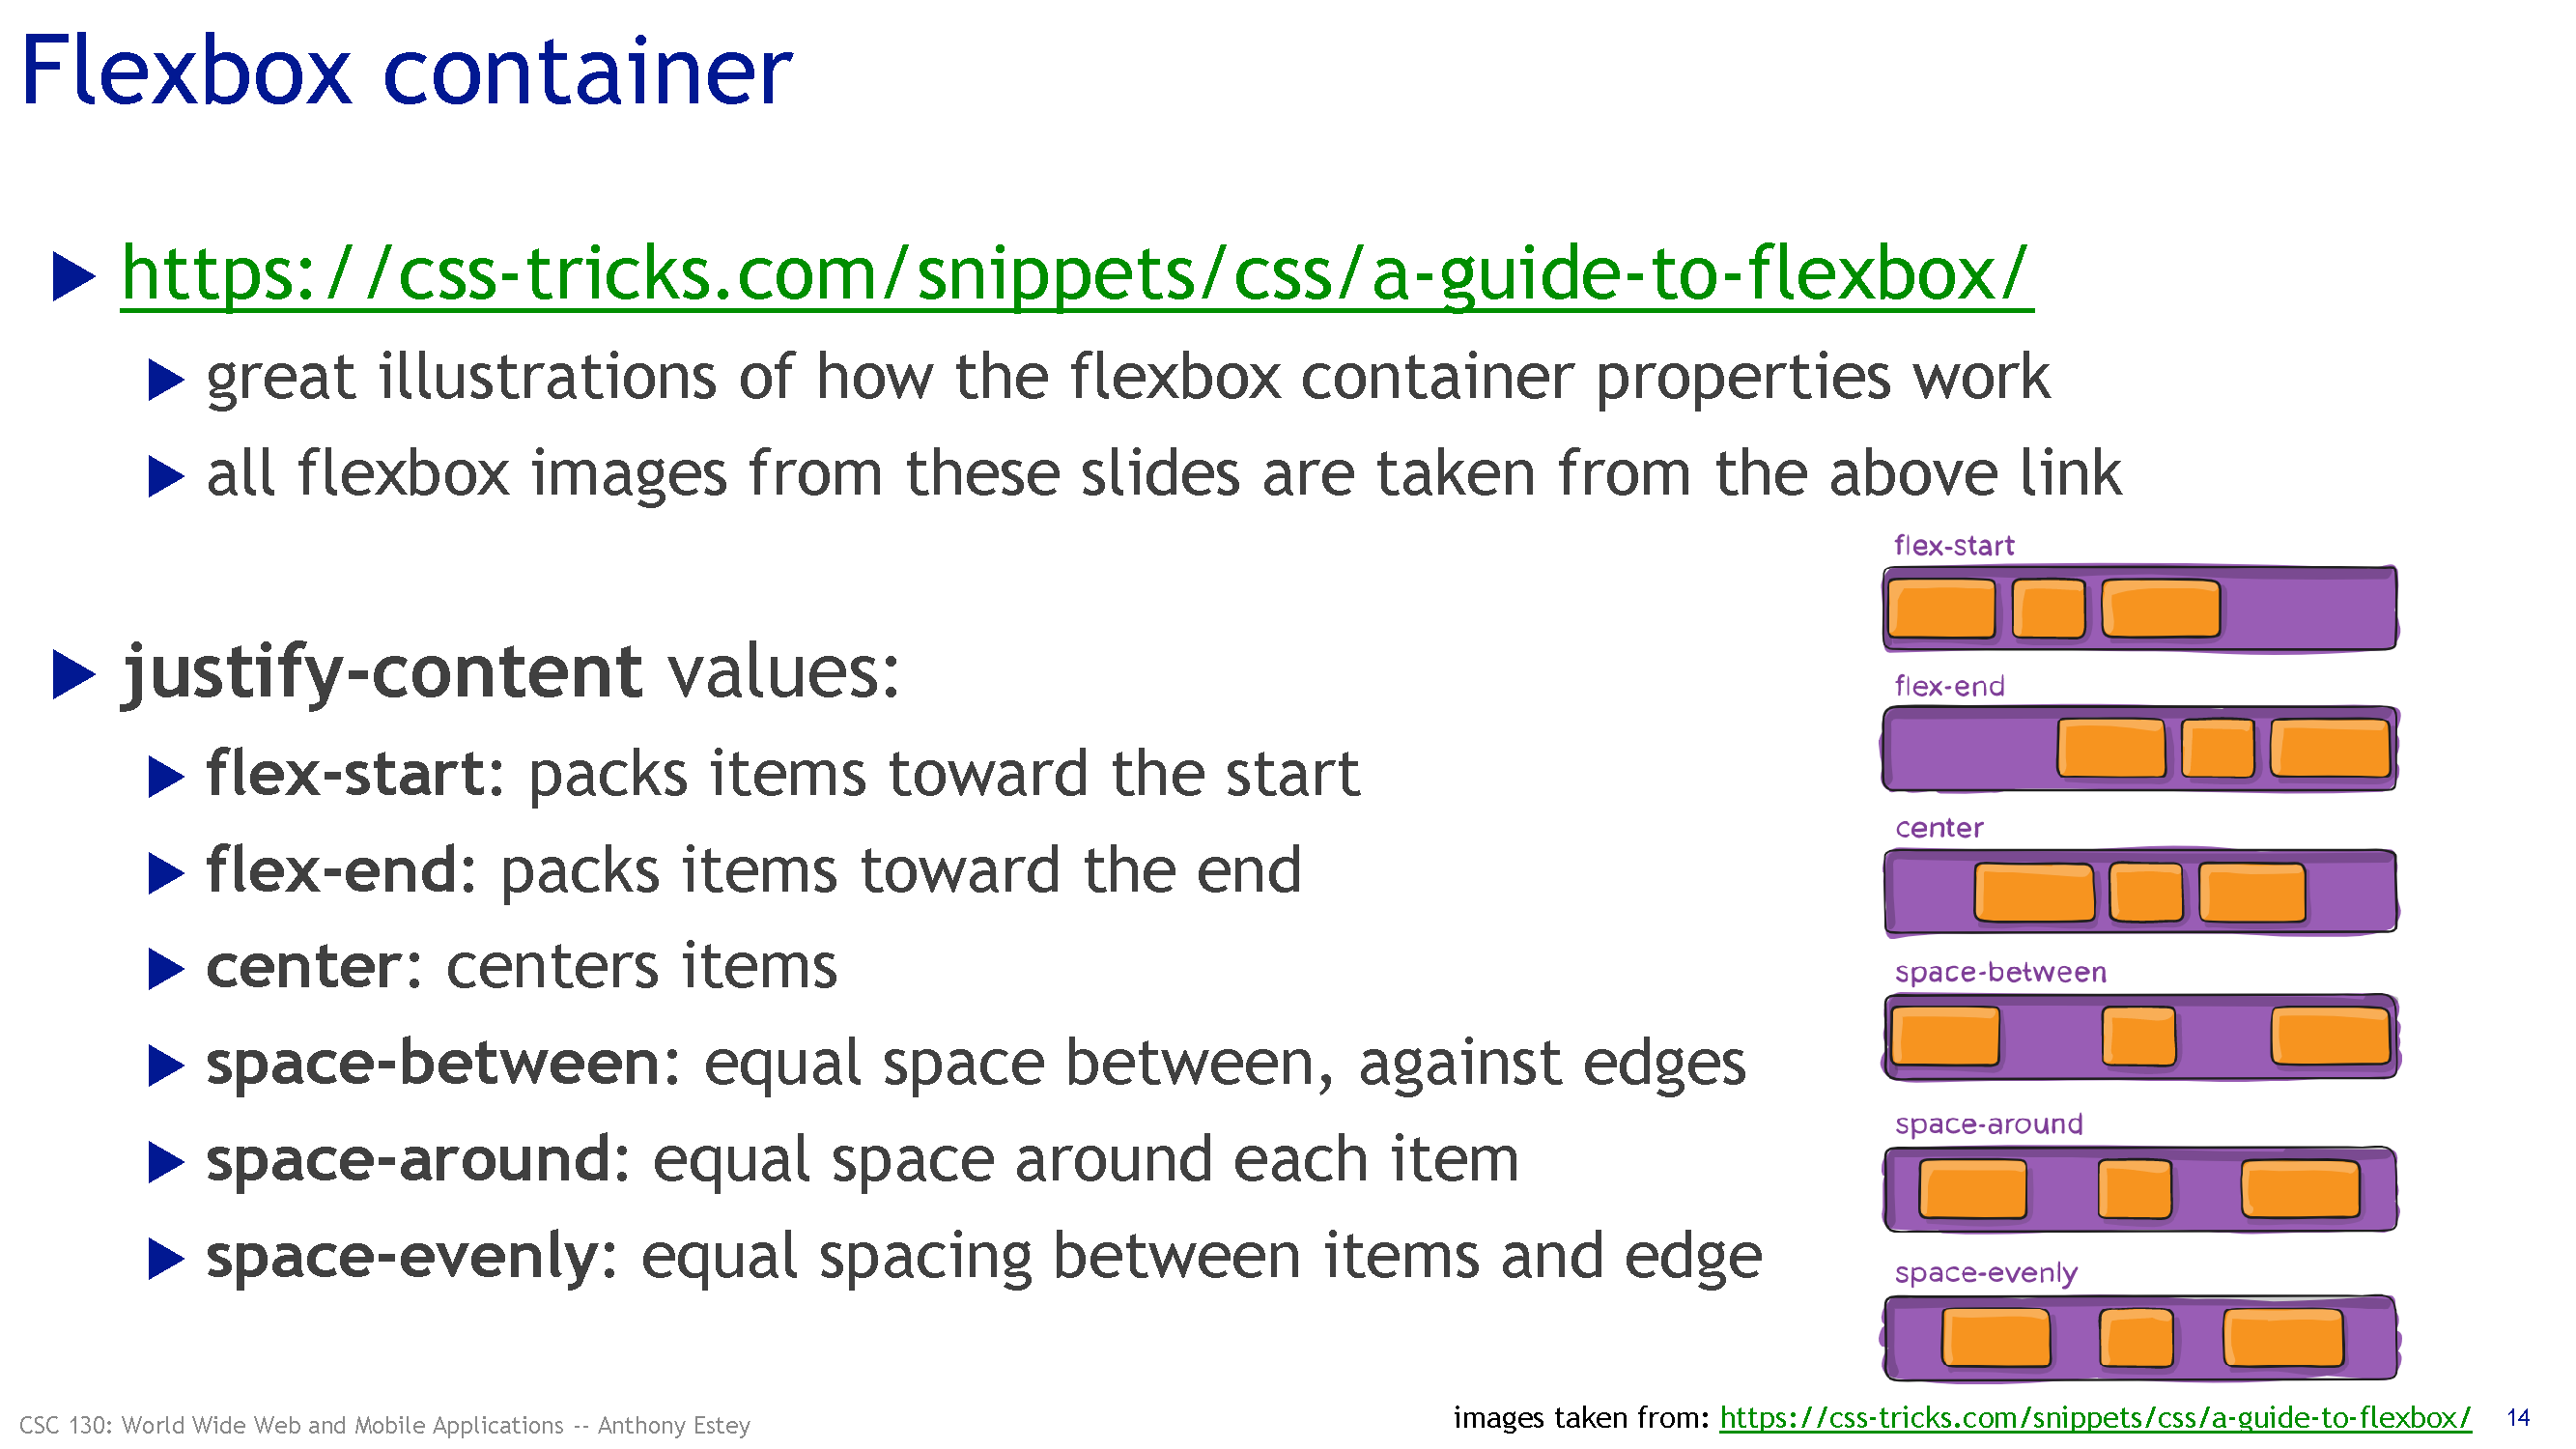 Flexbox container
https://css-tricks.com/snippets/css/a-guide-to-flexbox/
great illustrations of how the flexbox container properties work
all flexbox images from these slides are taken from the above link
justify-content values:
flex-start: packs items toward the start
flex-end: packs items toward the end
center: centers items
space-between: equal space between, against edges
space-around: equal space around each item
space-evenly: equal spacing between items and edge
flex-start
flex-end
center
space-between
space-around
space-evenly
images taken from: https://css-tricks.com/snippets/css/a-guide-to-flexbox/
CSC 130: World Wide Web and Mobile Applications -- Anthony Estey
14